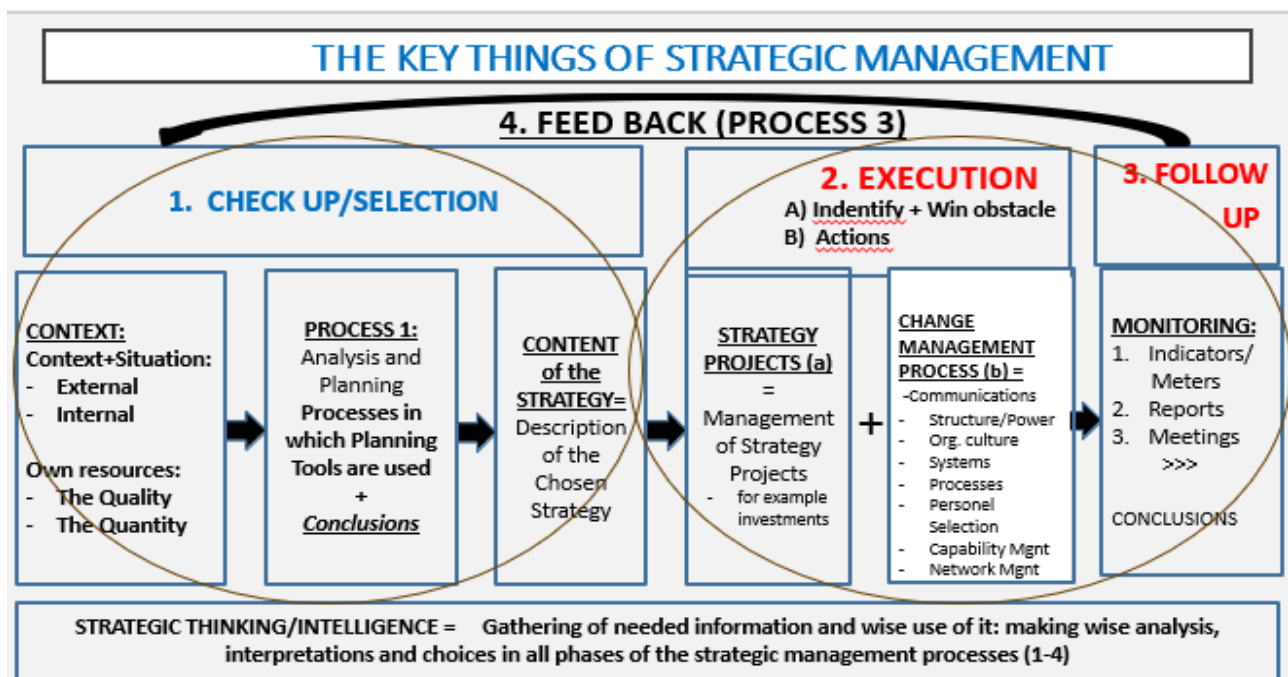 THE KEY THINGS OF STRATEGIC MANAGEMENT
4. FEED BACK (PROCESS 3)
1. CHECK UP/SELECTION
2. EXECUTION
A) Indentify + Win obstacle
B) Actions
3. FOLLOW
UP
CONTEXT:
Context+Situation:
- External
- Internal
Own resources:
- The Quality
- The Quantity
PROCESS 1:
Analysis and
Planning
Processes in
which Planning
Tools are used
+
Conclusions
CONTENT
of the
STRATEGY=
Description
of the
Chosen
Strategy
STRATEGY
PROJECTS (a)
=
Management
of Strategy
Projects
- for example
investments
+
CHANGE
MANAGEMENT
PROCESS (b) =
-Communications
- Structure/Power
- Org. culture
- Systems
- Processes
- Personel
Selection
- Capability Mgnt
- Network Mgnt
MONITORING:
1. Indicators/
Meters
2. Reports
3. Meetings
>>>
CONCLUSIONS
STRATEGIC THINKING/INTELLIGENCE = Gathering of needed information and wise use of it: making wise analysis,
interpretations and choices in all phases of the strategic management processes (1-4)